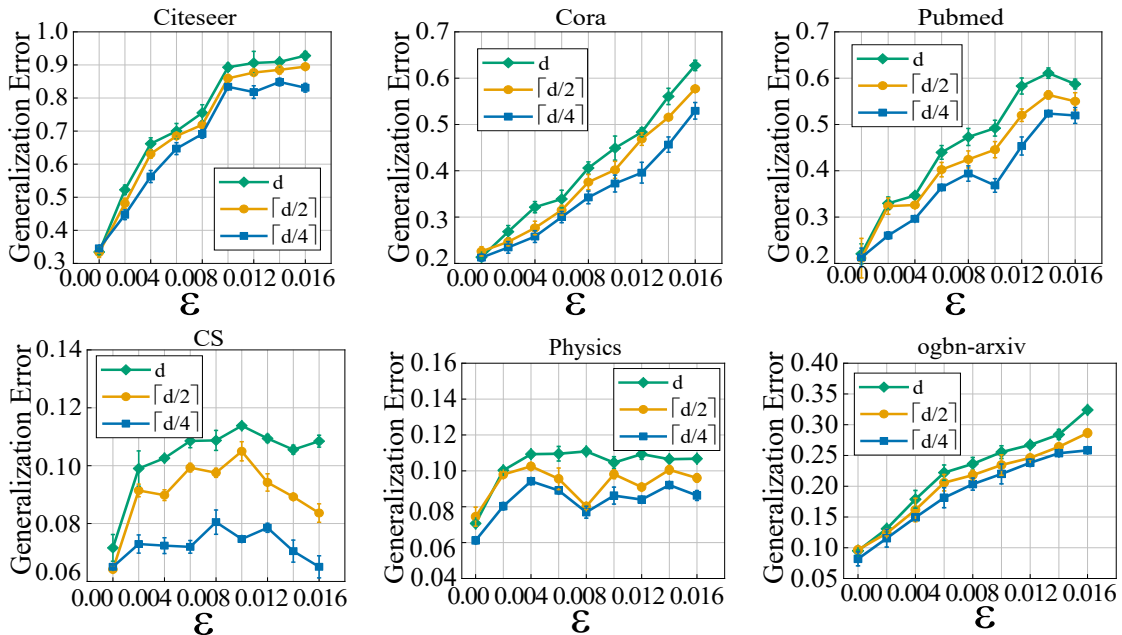 Citeseer
Generalization Error
1.0
0.9
0.8
0.7
0.6
0.5
0.4
0.3
d
⌈d/2⌉
⌈d/4⌉
0.00 0.004 0.008 0.012 0.016
ε
Cora
Generalization Error
0.6
0.5
0.4
0.3
0.2
d
⌈d/2⌉
⌈d/4⌉
0.00 0.004 0.008 0.012 0.016
ε
Pubmed
Generalization Error
0.7
0.6
0.5
0.4
0.3
0.2
d
⌈d/2⌉
⌈d/4⌉
0.00 0.004 0.008 0.012 0.016
ε
CS
Generalization Error
0.14
0.12
0.10
0.08
0.06
d
⌈d/2⌉
⌈d/4⌉
0.00 0.004 0.008 0.012 0.016
ε
Physics
Generalization Error
0.16
0.14
0.12
0.10
0.08
0.06
0.04
d
⌈d/2⌉
⌈d/4⌉
0.00 0.004 0.008 0.012 0.016
ε
ogbn-arxiv
Generalization Error
0.40
0.35
0.30
0.25
0.20
0.15
0.10
0.05
d
⌈d/2⌉
⌈d/4⌉
0.00 0.004 0.008 0.012 0.016
ε